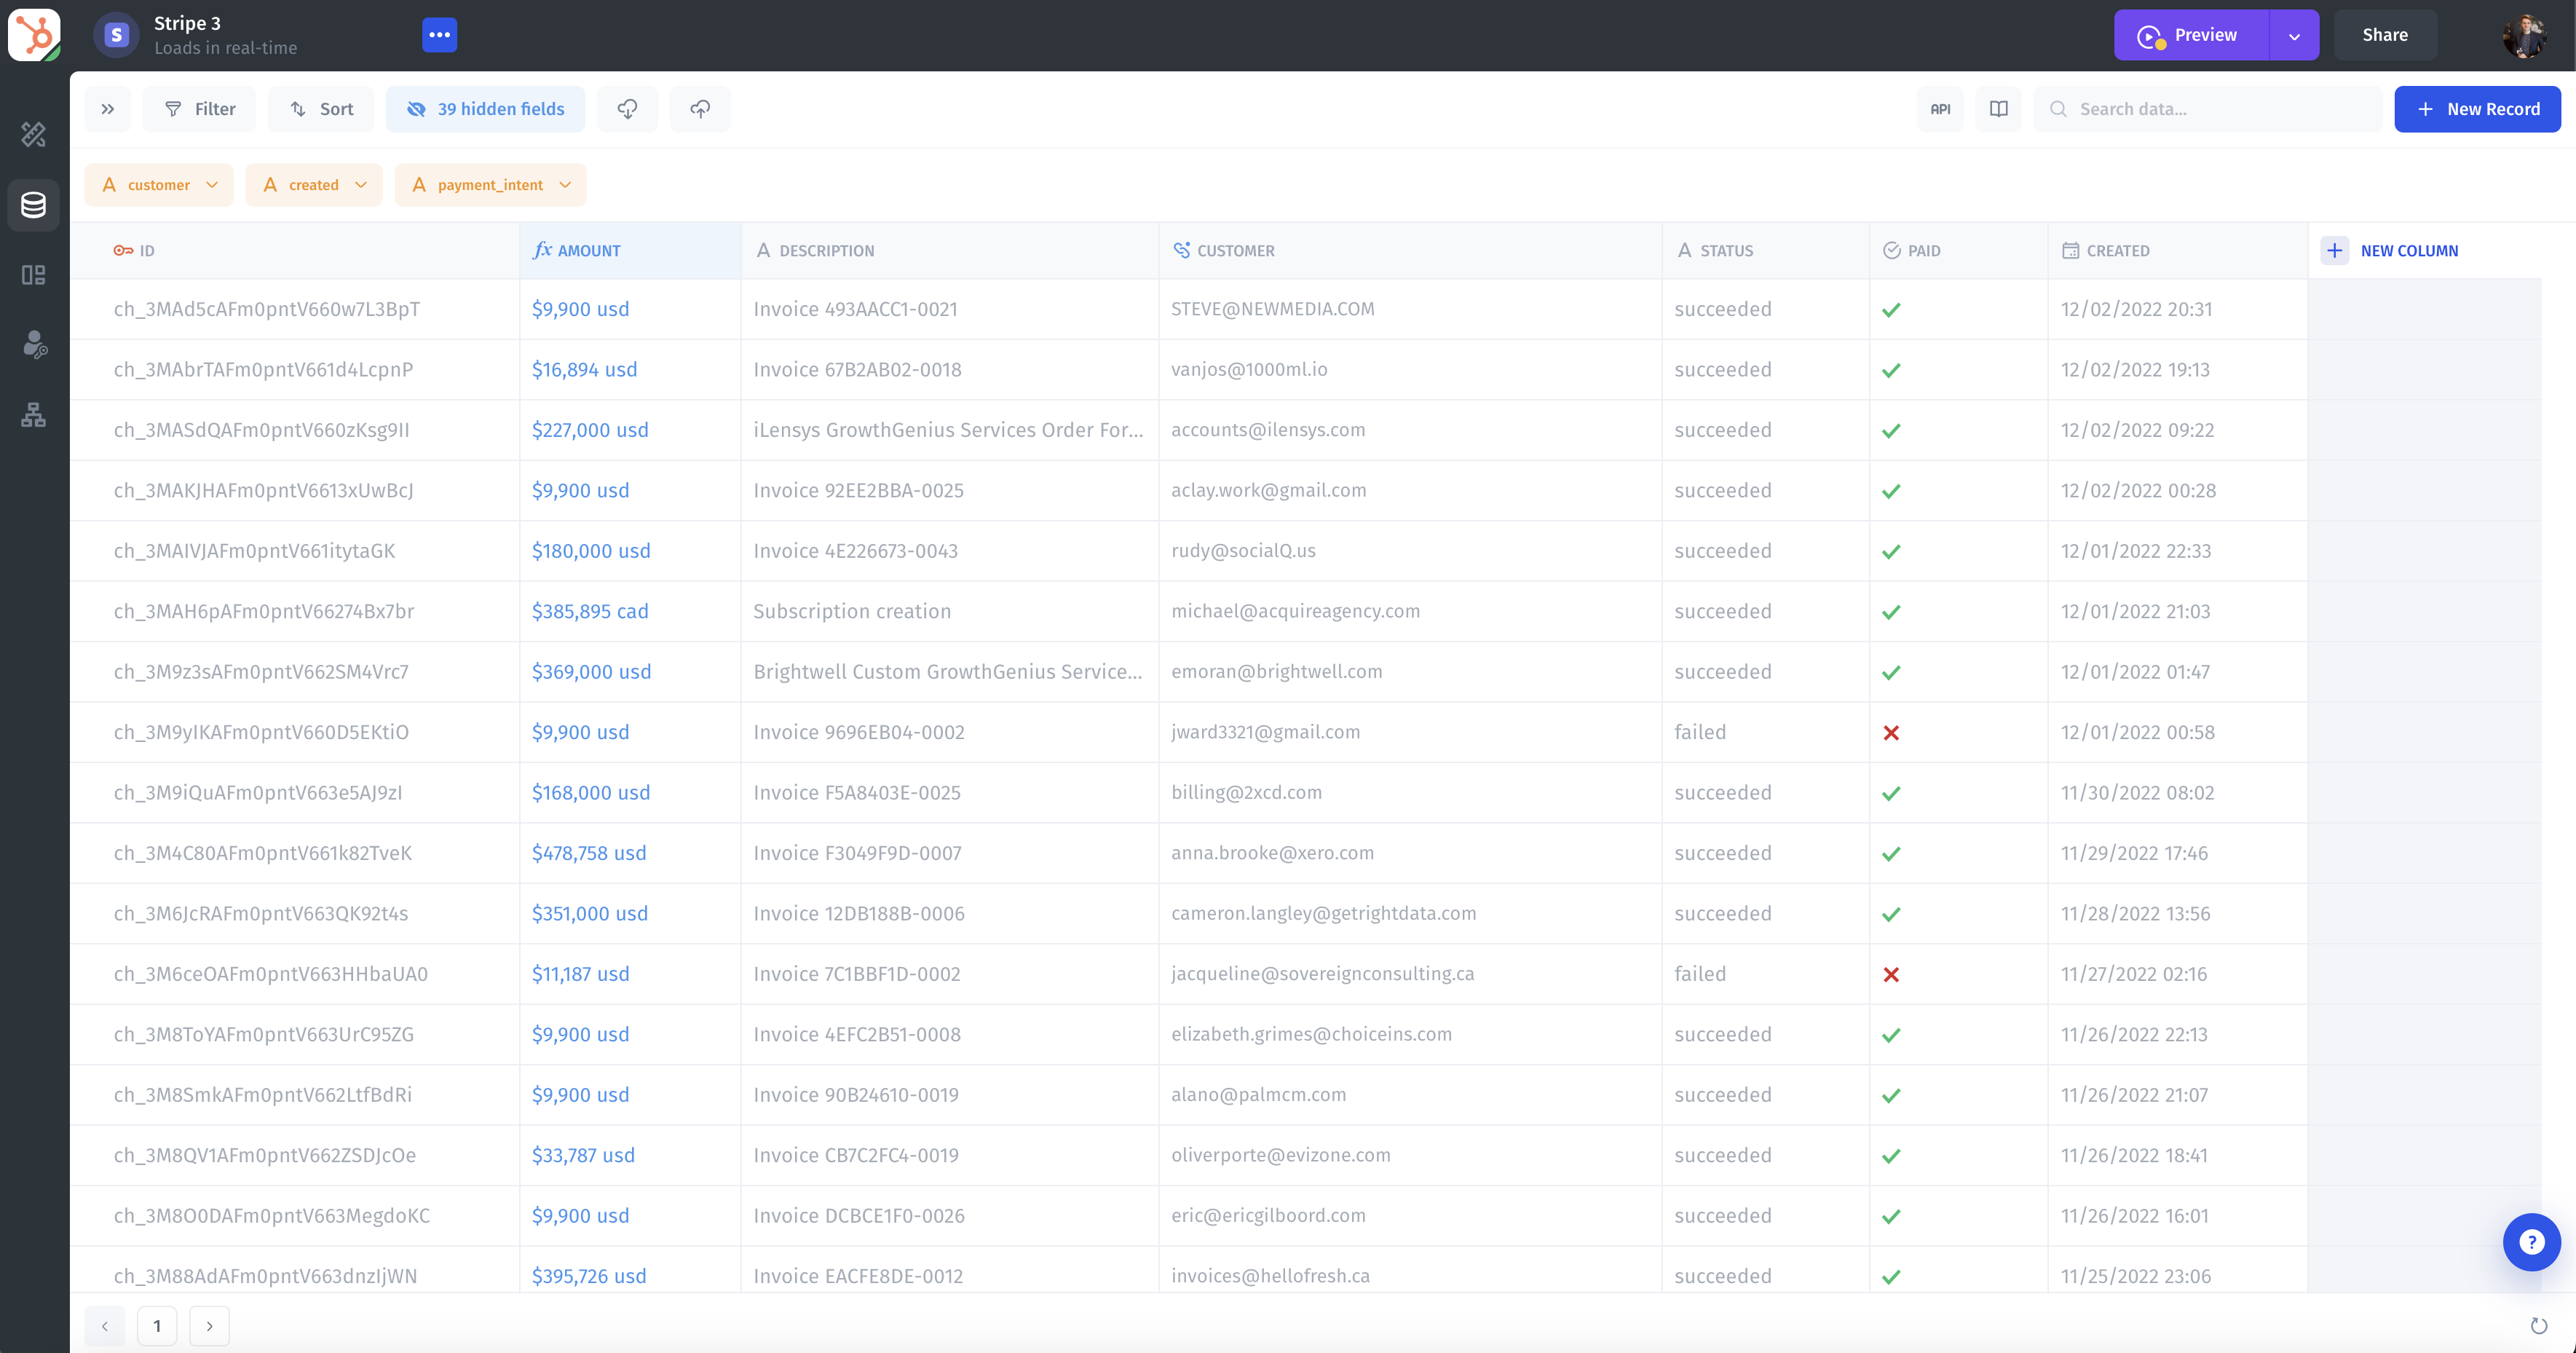 S Stripe 3
Loads in real-time
Preview
Share
Filter
Sort
39 hidden fields
API
Search data...
New Record
A customer
A created
A payment_intent
ID fx AMOUNT A DESCRIPTION CUSTOMER A STATUS PAID CREATED + NEW COLUMN
ch_3MAd5cAFm0pntV660w7L3BpT $9,900 usd Invoice 493AACC1-0021 STEVE@NEWMEDIA.COM succeeded 12/02/2022 20:31
ch_3MAbrTAFm0pntV661d4LcpnP $16,894 usd Invoice 67B2AB02-0018 vanjos@1000ml.io succeeded 12/02/2022 19:13
ch_3MASdQAFm0pntV660zKsg9II $227,000 usd iLensys GrowthGenius Services Order For... accounts@ilensys.com succeeded 12/02/2022 09:22
ch_3MAKJHAFm0pntV6613xUwBcJ $9,900 usd Invoice 92EE2BBA-0025 aclay.work@gmail.com succeeded 12/02/2022 00:28
ch_3MAIVJAFm0pntV661itytaGK $180,000 usd Invoice 4E226673-0043 rudy@socialQ.us succeeded 12/01/2022 22:33
ch_3MAH6pAFm0pntV66274Bx7br $385,895 cad Subscription creation michael@acquireagency.com succeeded 12/01/2022 21:03
ch_3M9z3sAFm0pntV662SM4Vrc7 $369,000 usd Brightwell Custom GrowthGenius Service... emoran@brightwell.com succeeded 12/01/2022 01:47
ch_3M9yIKAFm0pntV660D5EKtiO $9,900 usd Invoice 9696EB04-0002 jward3321@gmail.com failed 12/01/2022 00:58
ch_3M9iQuAFm0pntV663e5AJ9zI $168,000 usd Invoice F5A8403E-0025 billing@2xcd.com succeeded 11/30/2022 08:02
ch_3M4C80AFm0pntV661k82TveK $478,758 usd Invoice F3049F9D-0007 anna.brooke@xero.com succeeded 11/29/2022 17:46
ch_3M6JcRAFm0pntV663QK92t4s $351,000 usd Invoice 12DB188B-0006 cameron.langley@getrightdata.com succeeded 11/28/2022 13:56
ch_3M6ceOAFm0pntV663HHbaUA0 $11,187 usd Invoice 7C1BBF1D-0002 jacqueline@sovereignconsulting.ca failed 11/27/2022 02:16
ch_3M8ToYAFm0pntV663UrC95ZG $9,900 usd Invoice 4EFC2B51-0008 elizabeth.grimes@choiceins.com succeeded 11/26/2022 22:13
ch_3M8SmkAFm0pntV662LtfBdRi $9,900 usd Invoice 90B24610-0019 alano@palmcm.com succeeded 11/26/2022 21:07
ch_3M8QV1AFm0pntV662ZSDJcOe $33,787 usd Invoice CB7C2FC4-0019 oliverporte@evizone.com succeeded 11/26/2022 18:41
ch_3M8O0DAFm0pntV663MegdoKC $9,900 usd Invoice DCBCE1F0-0026 eric@ericgilboord.com succeeded 11/26/2022 16:01
ch_3M88AdAFm0pntV663dnzIjWN $395,726 usd Invoice EACFE8DE-0012 invoices@hellofresh.ca succeeded 11/25/2022 23:06
?
1